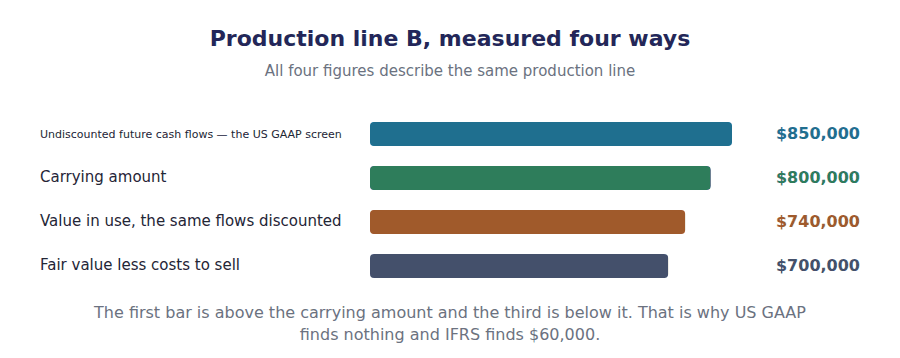 Production line B, measured four ways
All four figures describe the same production line
Undiscounted future cash flows — the US GAAP screen $850,000
Carrying amount $800,000
Value in use, the same flows discounted $740,000
Fair value less costs to sell $700,000
The first bar is above the carrying amount and the third is below it. That is why US GAAP
finds nothing and IFRS finds $60,000.